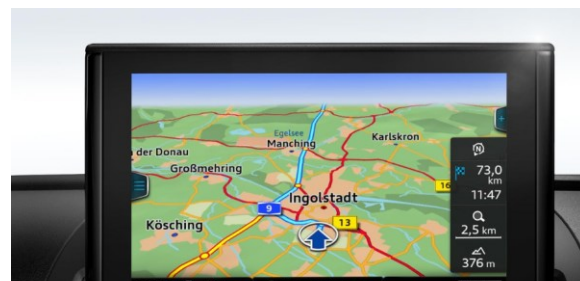 Egelsee
Manching
Karlskron
der Donau
Großmehring
Ingolstadt
Kösching
9
13
16
N
73,0
km
11:47
2,5 km
376 m